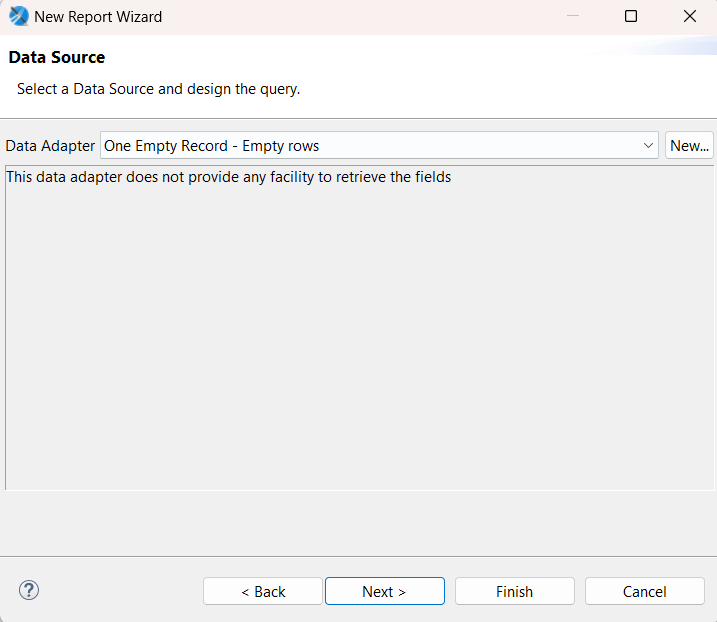 New Report Wizard
Data Source
Select a Data Source and design the query.
Data Adapter One Empty Record - Empty rows New...
This data adapter does not provide any facility to retrieve the fields
? < Back Next > Finish Cancel